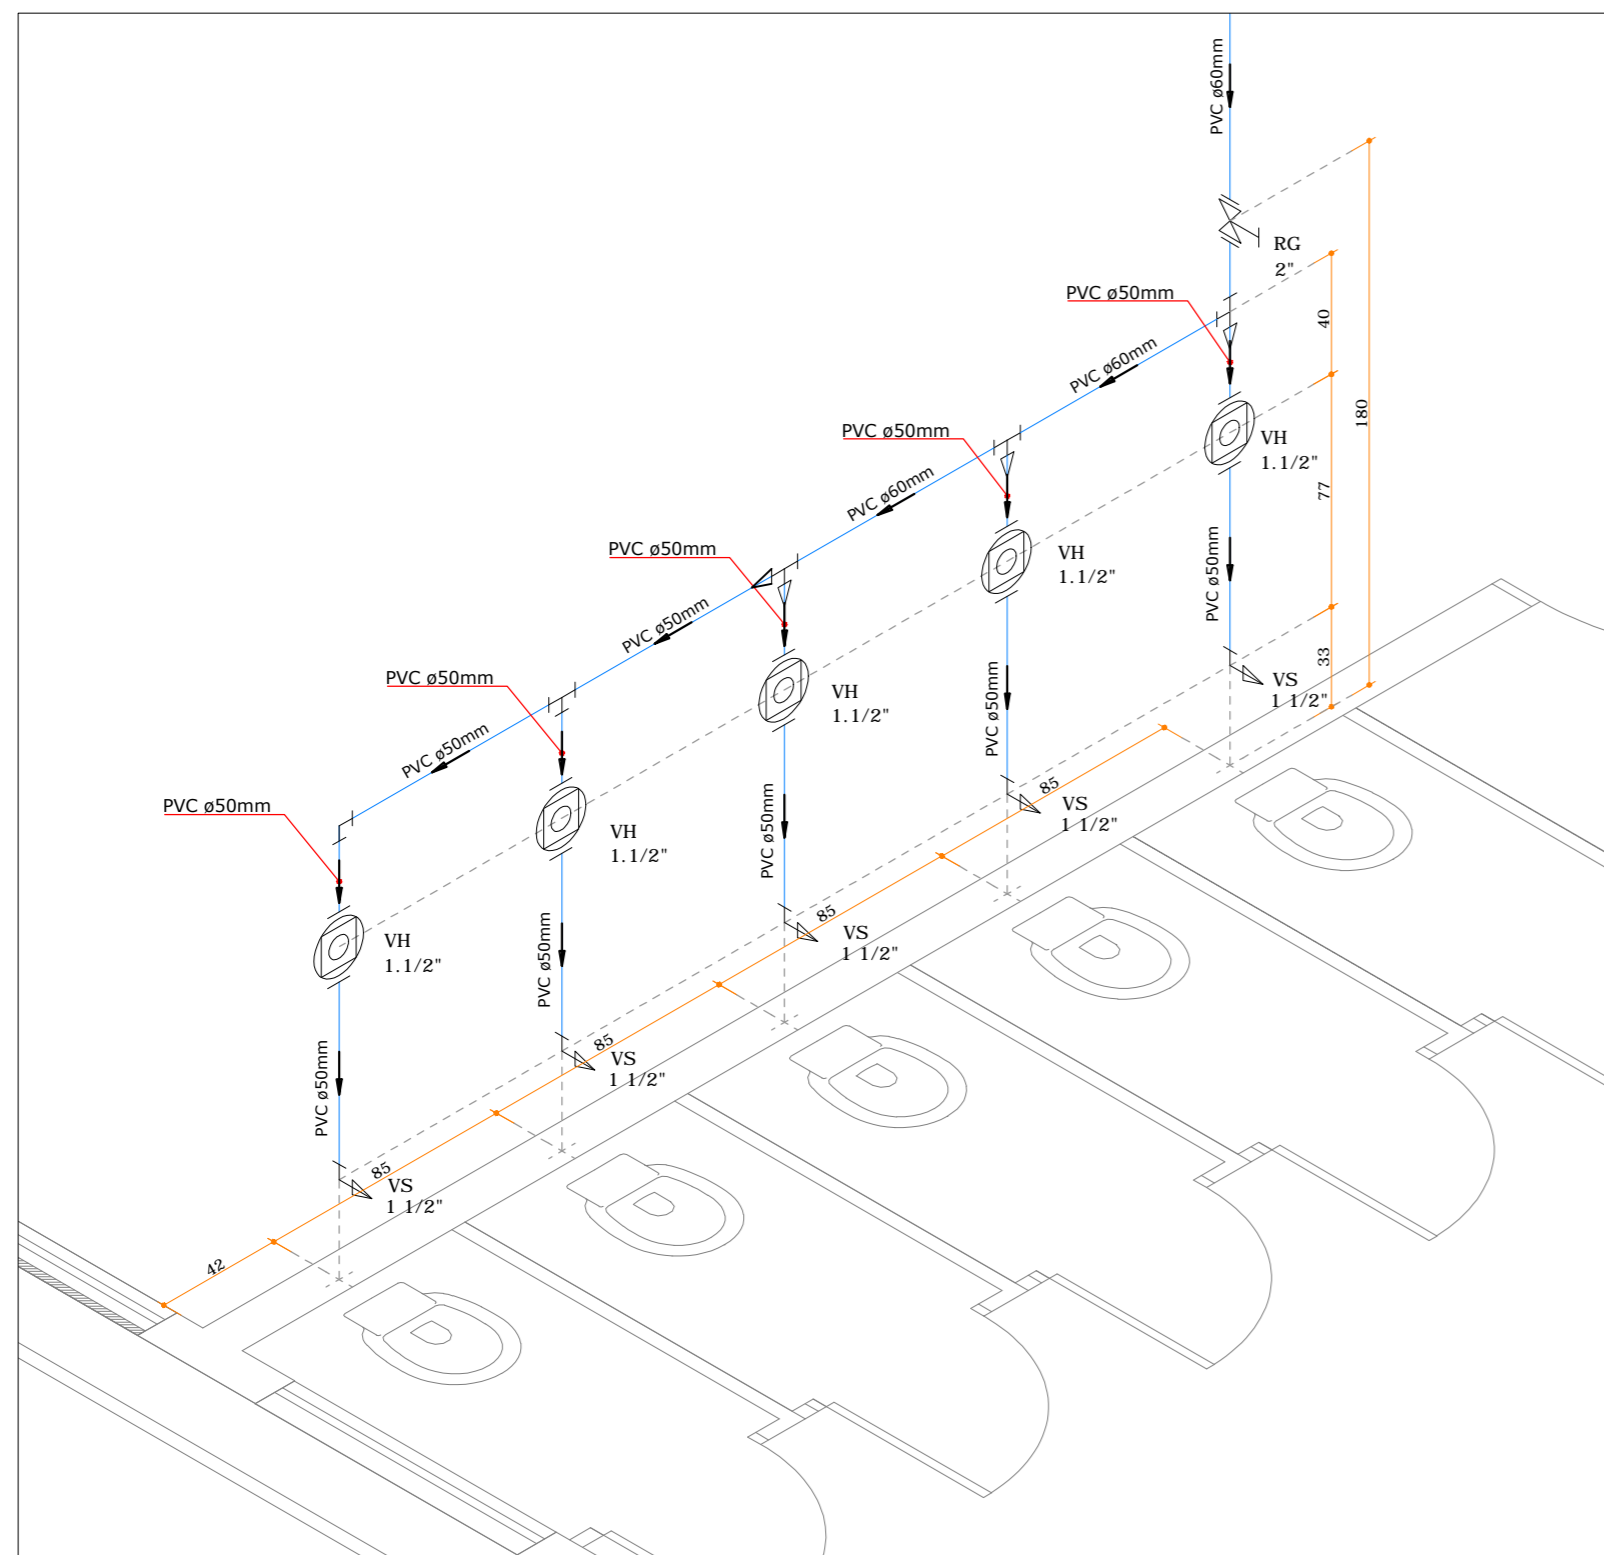 PVC ø60mm
RG
2"
PVC ø50mm
40
PVC ø60mm
180
PVC ø50mm
VH
1.1/2"
PVC ø60mm
77
PVC ø50mm
VH
1.1/2"
PVC ø50mm
PVC ø50mm
PVC ø50mm
VH
1.1/2"
33
VS
1 1/2"
PVC ø50mm
PVC ø50mm
PVC ø50mm
85
VS
1 1/2"
PVC ø50mm
VH
1.1/2"
PVC ø50mm
85
VS
1 1/2"
VH
1.1/2"
PVC ø50mm
85
VS
1 1/2"
PVC ø50mm
85
VS
1 1/2"
42